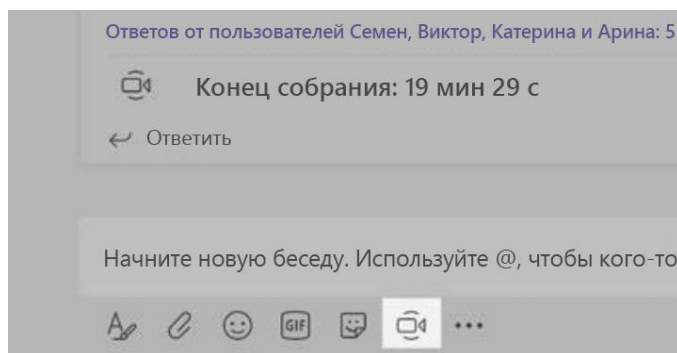 Ответов от пользователей Семен, Виктор, Катерина и Арина: 5
Конец собрания: 19 мин 29 с
Ответить
Начните новую беседу. Используйте @, чтобы кого-то
GIF